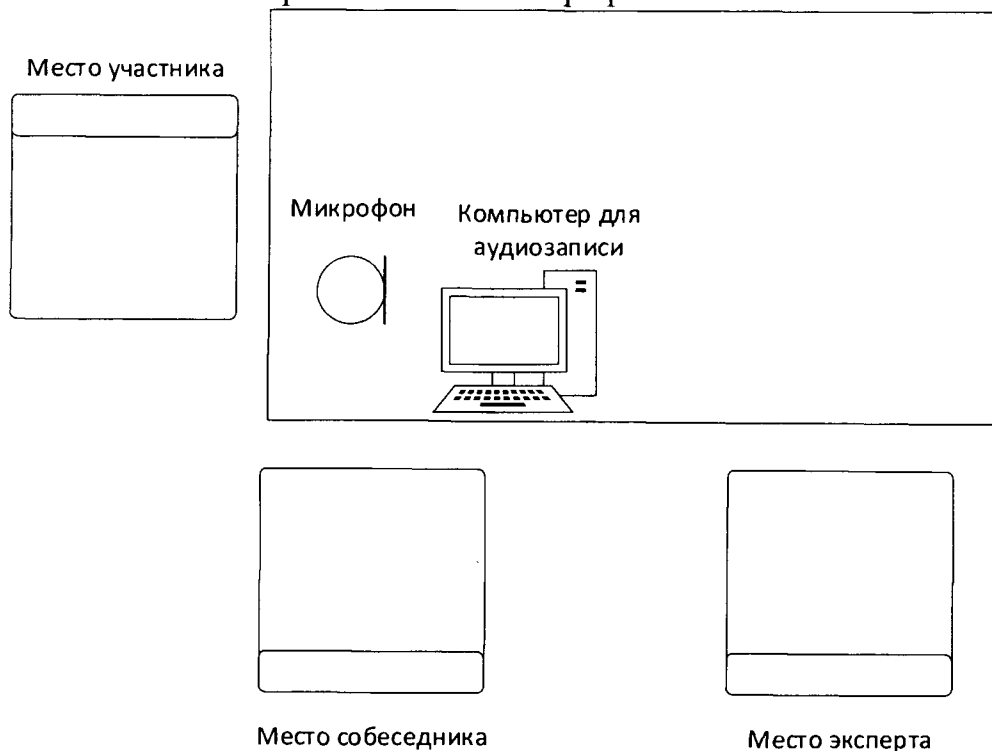 Место участника
Микрофон
Компьютер для
аудиозаписи
Место собеседника
Место эксперта